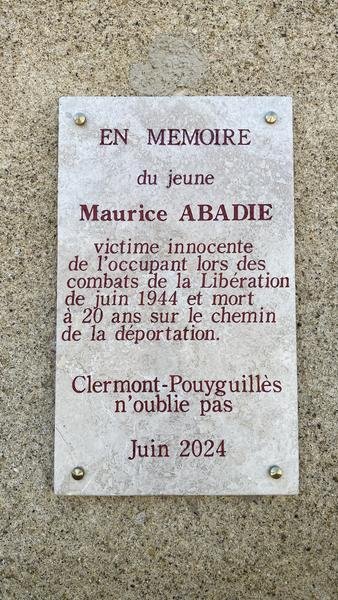 EN MEMOIRE
du jeune
Maurice ABADIE
victime innocente
de l'occupant lors des
combats de la Libération
de juin 1944 et mort
à 20 ans sur le chemin
de la déportation.
Clermont-Pouyguillès
n'oublie pas
Juin 2024